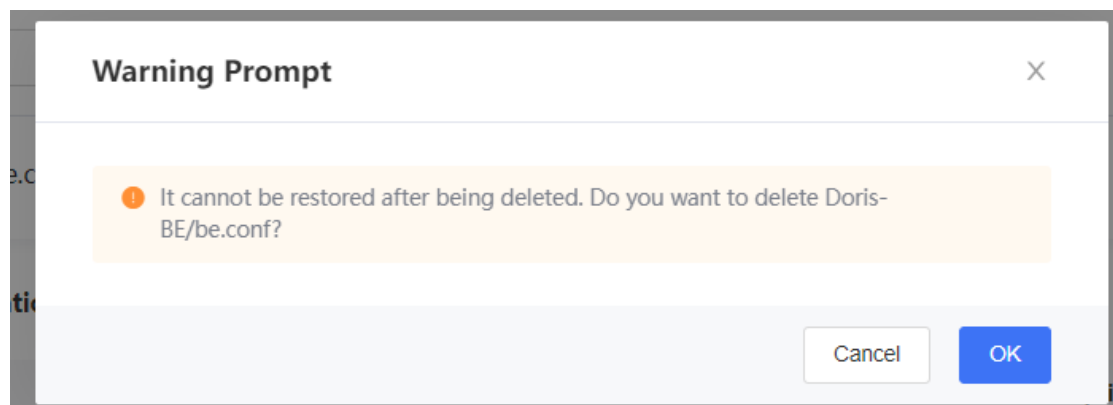 Warning Prompt
e.c
It cannot be restored after being deleted. Do you want to delete Doris-
BE/be.conf?
atic
Cancel
OK